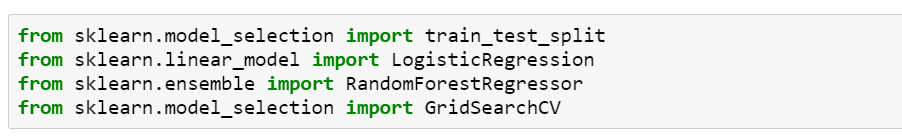 from sklearn.model_selection import train_test_split
from sklearn.linear_model import LogisticRegression
from sklearn.ensemble import RandomForestRegressor
from sklearn.model_selection import GridSearchCV